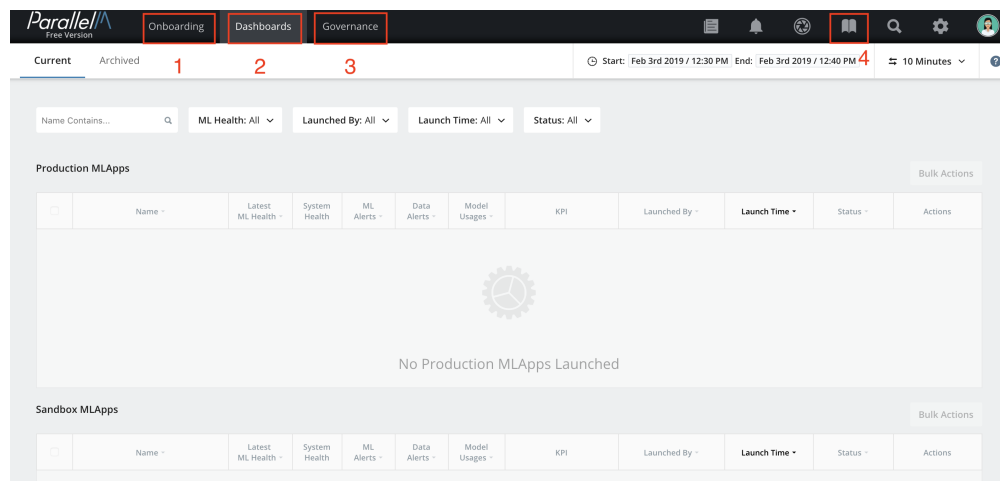 ParallelM
Free Version
Onboarding
Dashboards
Governance
Current
Archived
1
2
3
4
Start: Feb 3rd 2019 / 12:30 PM End: Feb 3rd 2019 / 12:40 PM
10 Minutes
?
Name Contains...
ML Health: All
Launched By: All
Launch Time: All
Status: All
Production MLApps
Bulk Actions
Name
Latest ML Health
System Health
ML Alerts
Data Alerts
Model Usages
KPI
Launched By
Launch Time
Status
Actions
No Production MLApps Launched
Sandbox MLApps
Bulk Actions
Name
Latest ML Health
System Health
ML Alerts
Data Alerts
Model Usages
KPI
Launched By
Launch Time
Status
Actions